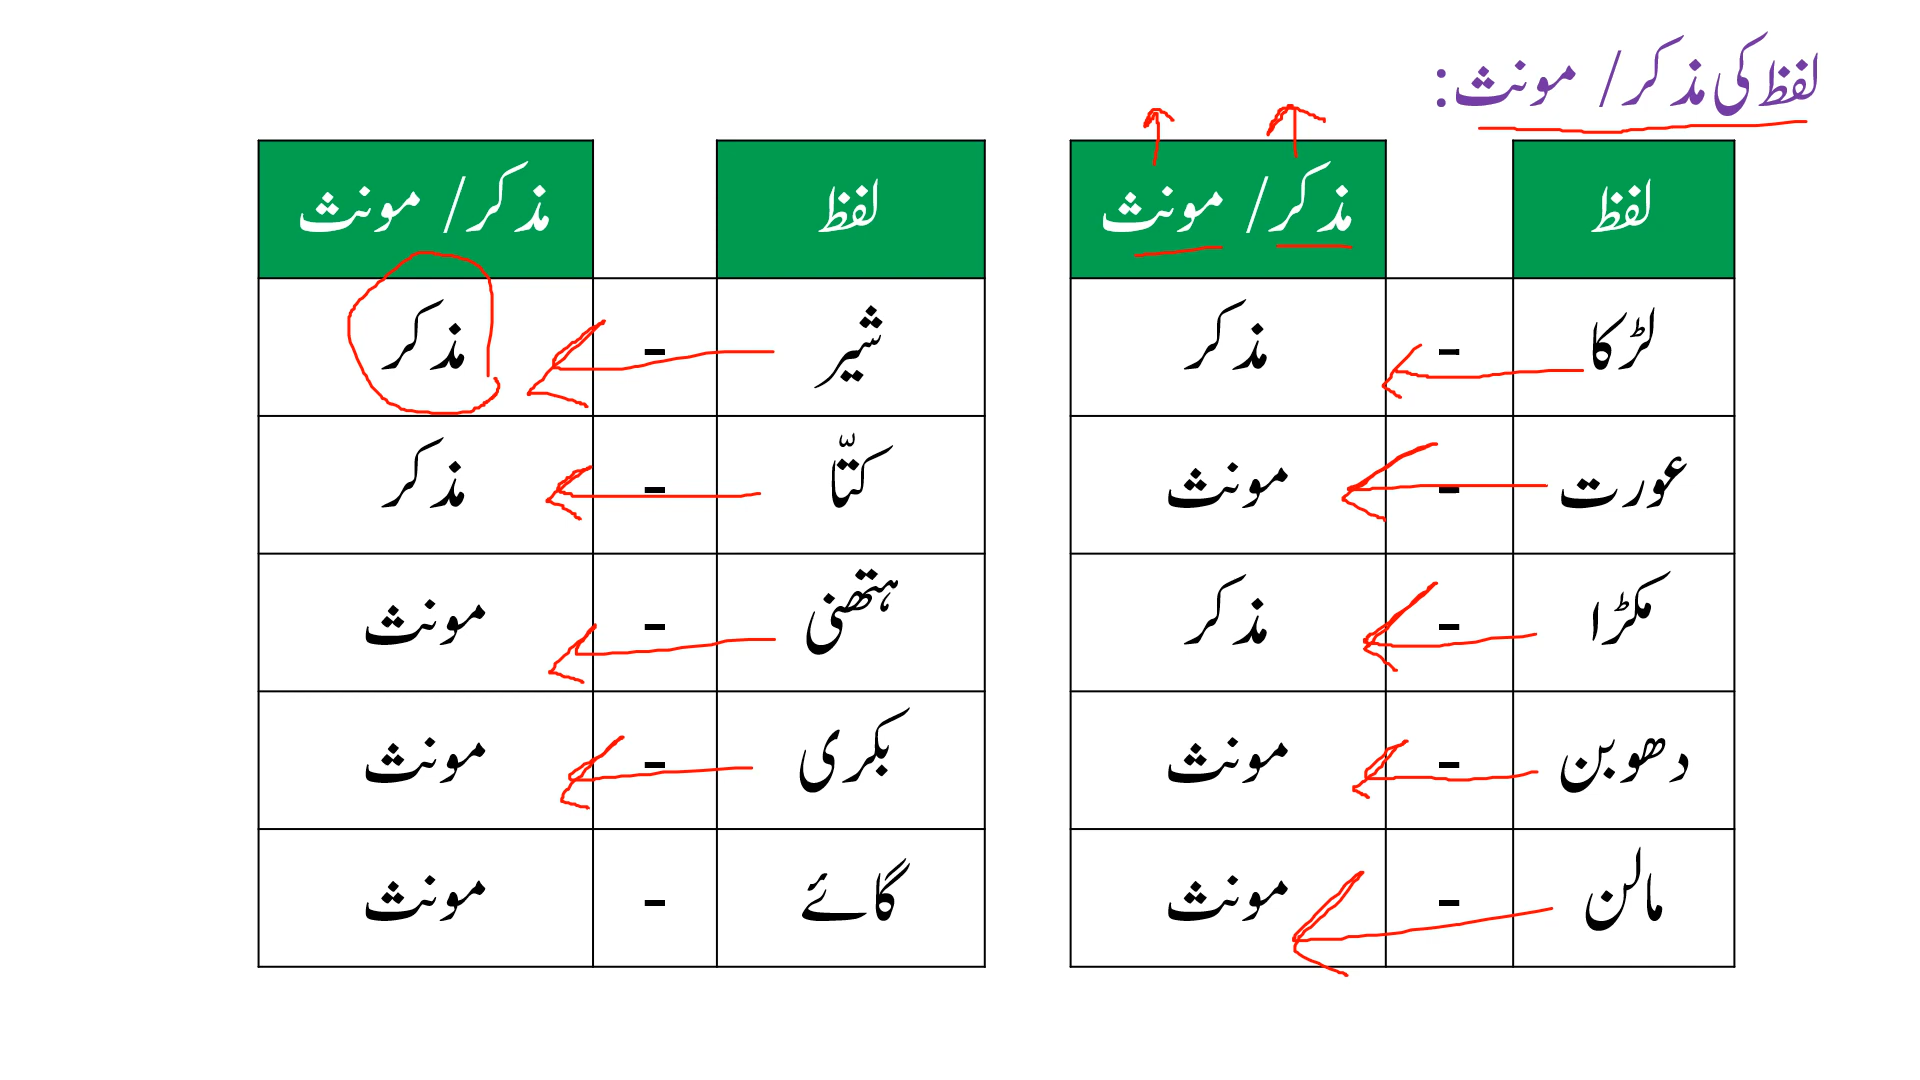 لفظ کی مذکر/ مونث:
لفظ مذکر/ مونث
لڑکا - مذکر
عورت - مونث
مکڑا - مذکر
دھوبن - مونث
مالن - مونث
لفظ مذکر/ مونث
شیر - مذکر
کتّا - مذکر
ہتھنی - مونث
بکری - مونث
گائے - مونث